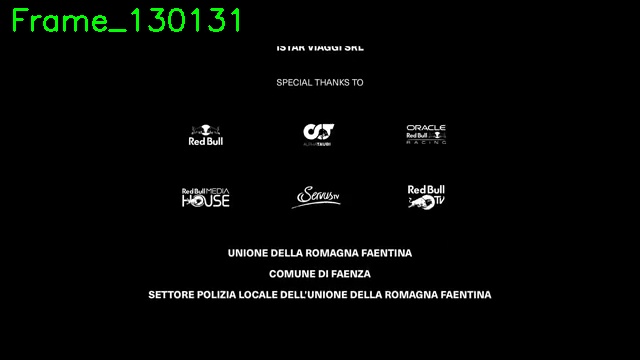 Frame_130131
ISTAR VIAGGI SRL
SPECIAL THANKS TO
Red Bull
ALPHATAURI
ORACLE
Red Bull
RACING
Red Bull MEDIA
HOUSE
ServusTV
Red Bull
TV
UNIONE DELLA ROMAGNA FAENTINA
COMUNE DI FAENZA
SETTORE POLIZIA LOCALE DELL'UNIONE DELLA ROMAGNA FAENTINA